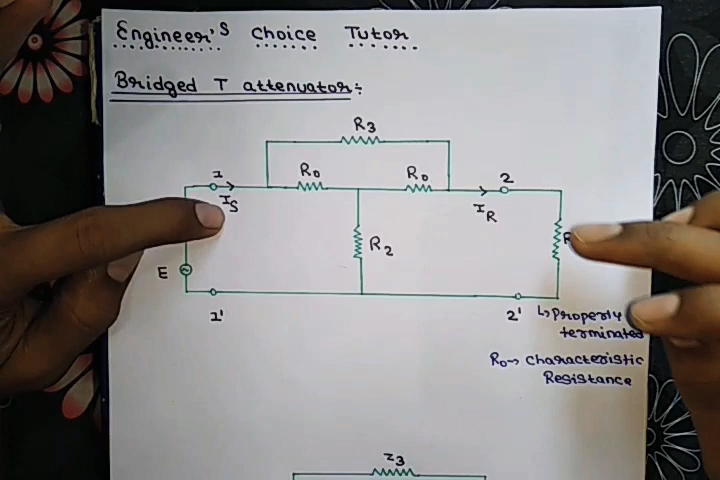 Engineer's Choice Tutor
Bridged T attenuator:
R3
1 R0 R0 2
IS IR
R2
E
1' 2'
↳ Properly
terminated
R0→ Characteristic
Resistance
Z3